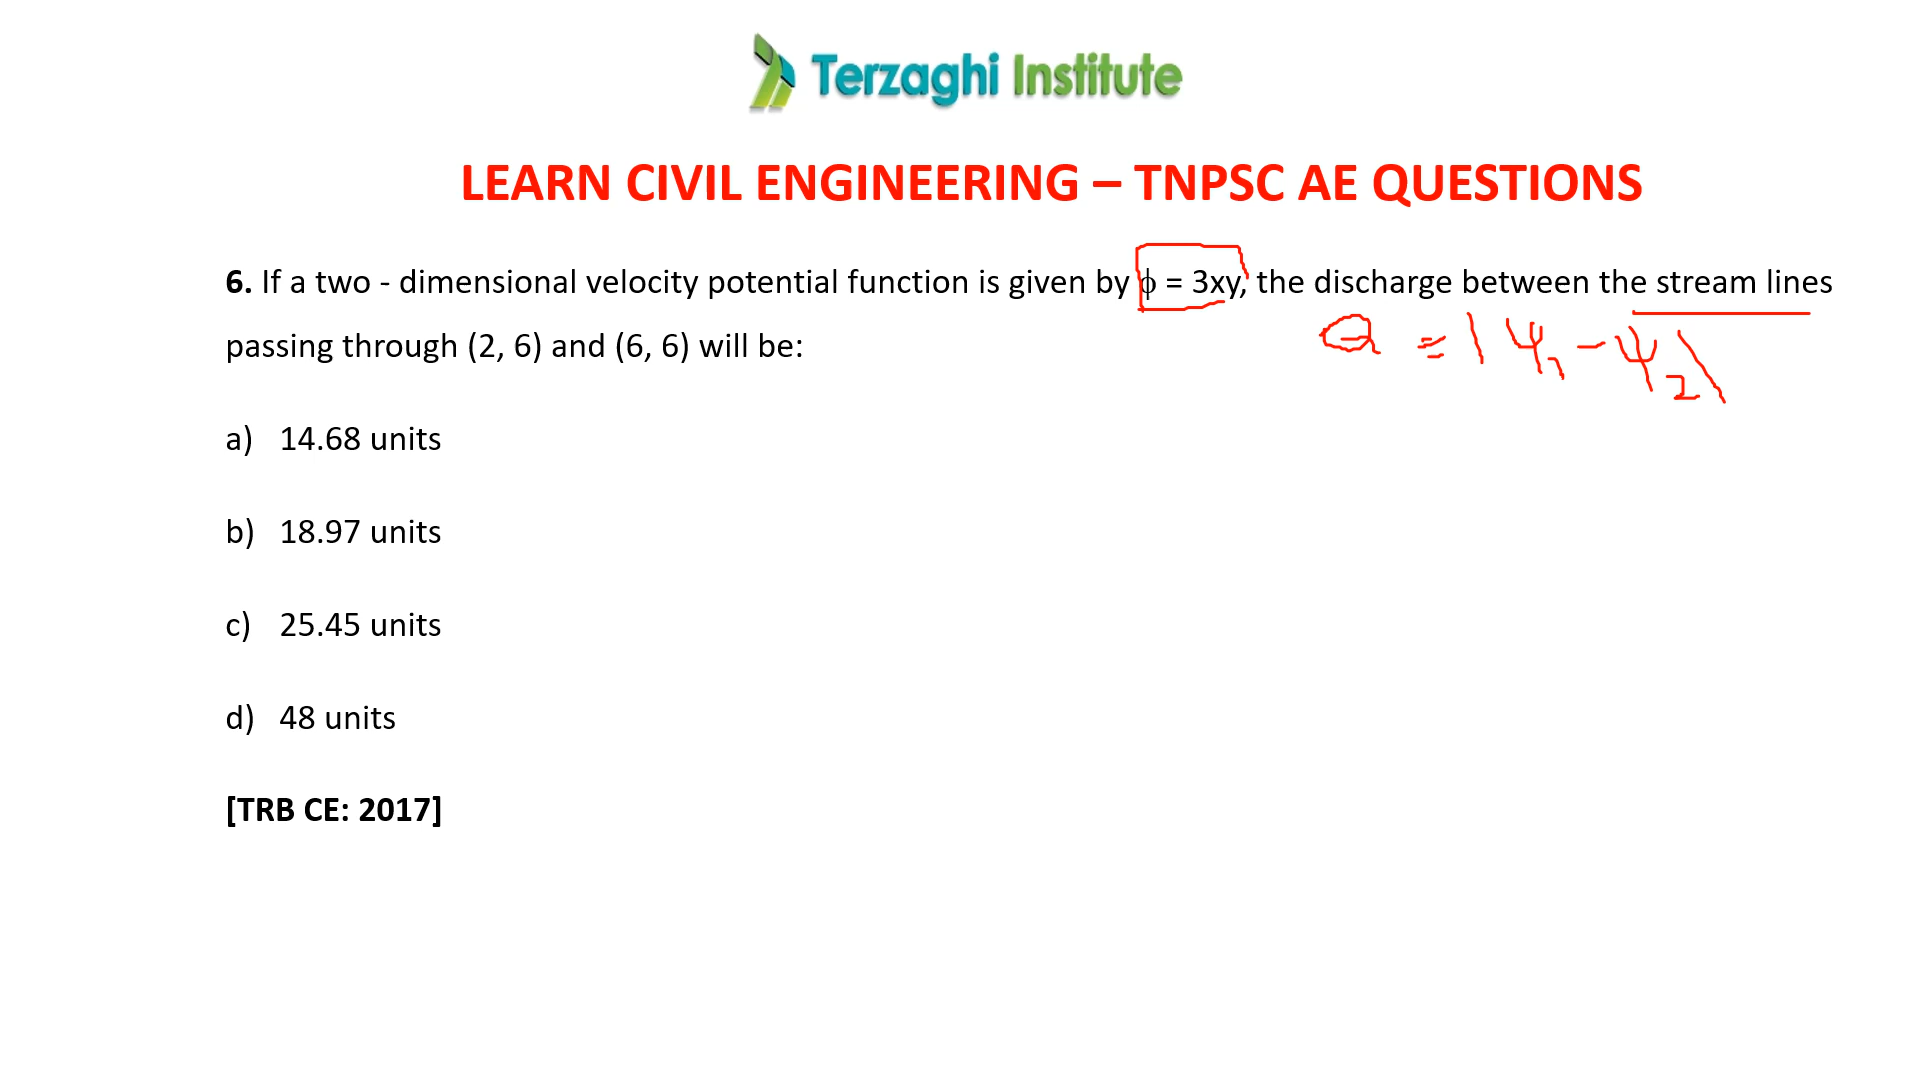 Terzaghi Institute
LEARN CIVIL ENGINEERING – TNPSC AE QUESTIONS
6. If a two - dimensional velocity potential function is given by ϕ = 3xy, the discharge between the stream lines
passing through (2, 6) and (6, 6) will be:
Q = |ψ₁ - ψ₂|
a) 14.68 units
b) 18.97 units
c) 25.45 units
d) 48 units
[TRB CE: 2017]